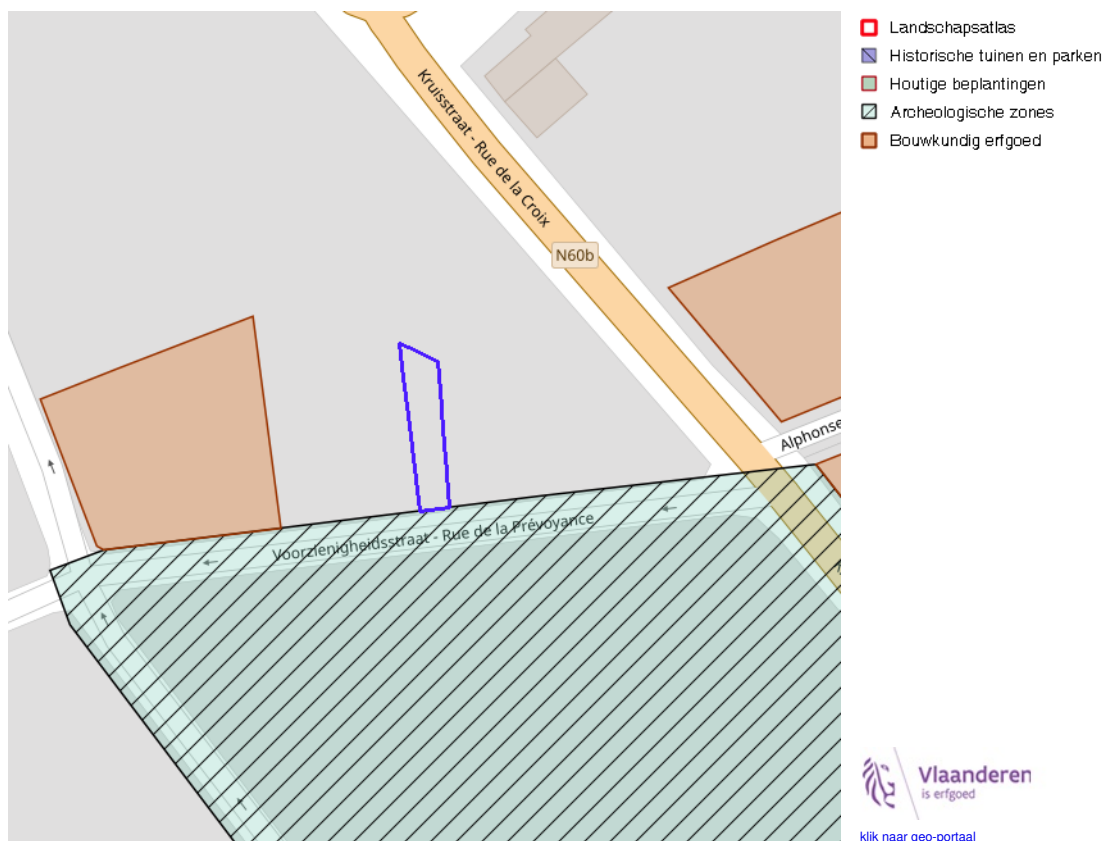 Kruisstraat - Rue de la Croix
N60b
Alphonse
Voorzienigheidsstraat - Rue de la Prévoyance
Landschapsatlas
Historische tuinen en parken
Houtige beplantingen
Archeologische zones
Bouwkundig erfgoed
Vlaanderen
is erfgoed
klik naar geo-portaal